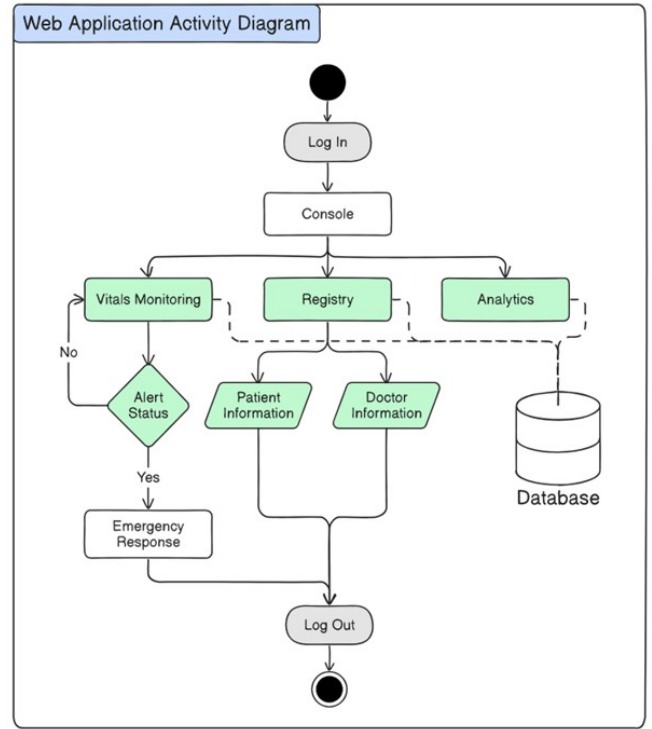 Web Application Activity Diagram
Log In
Console
Vitals Monitoring
Registry
Analytics
No
Alert
Status
Patient
Information
Doctor
Information
Yes
Database
Emergency
Response
Log Out